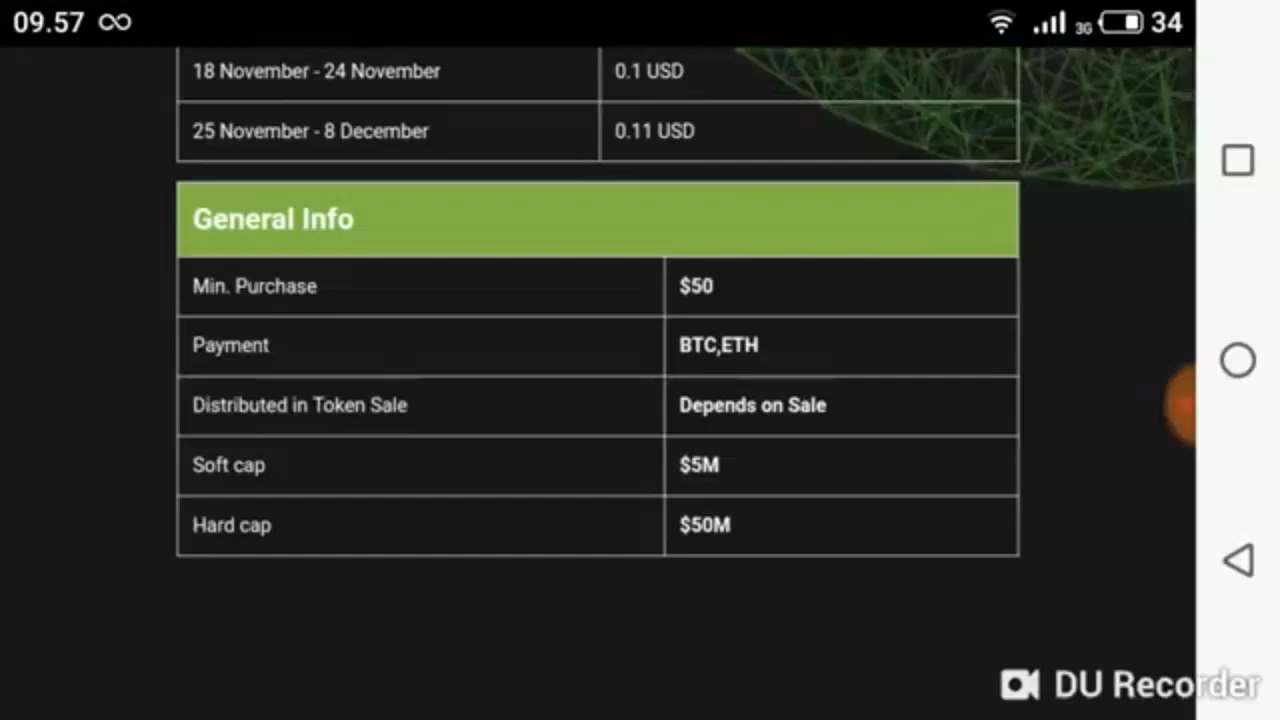 09.57
3G
34
18 November - 24 November 0.1 USD
25 November - 8 December 0.11 USD
General Info
Min. Purchase $50
Payment BTC,ETH
Distributed in Token Sale Depends on Sale
Soft cap $5M
Hard cap $50M
DU Recorder